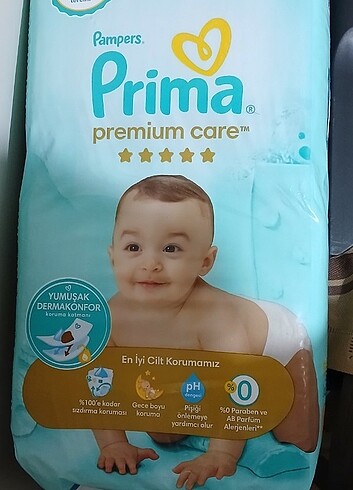 Pampers.
Prima®
premium care™
YUMUŞAK
DERMAKONFOR
koruma katmanı
En İyi Cilt Korumamız
%100'e kadar
sızdırma koruması
Gece boyu
koruma
pH
dengesi
Pişiği
önlemeye
yardımcı olur
%0
%0 Paraben ve
AB Parfüm
Alerjenleri**